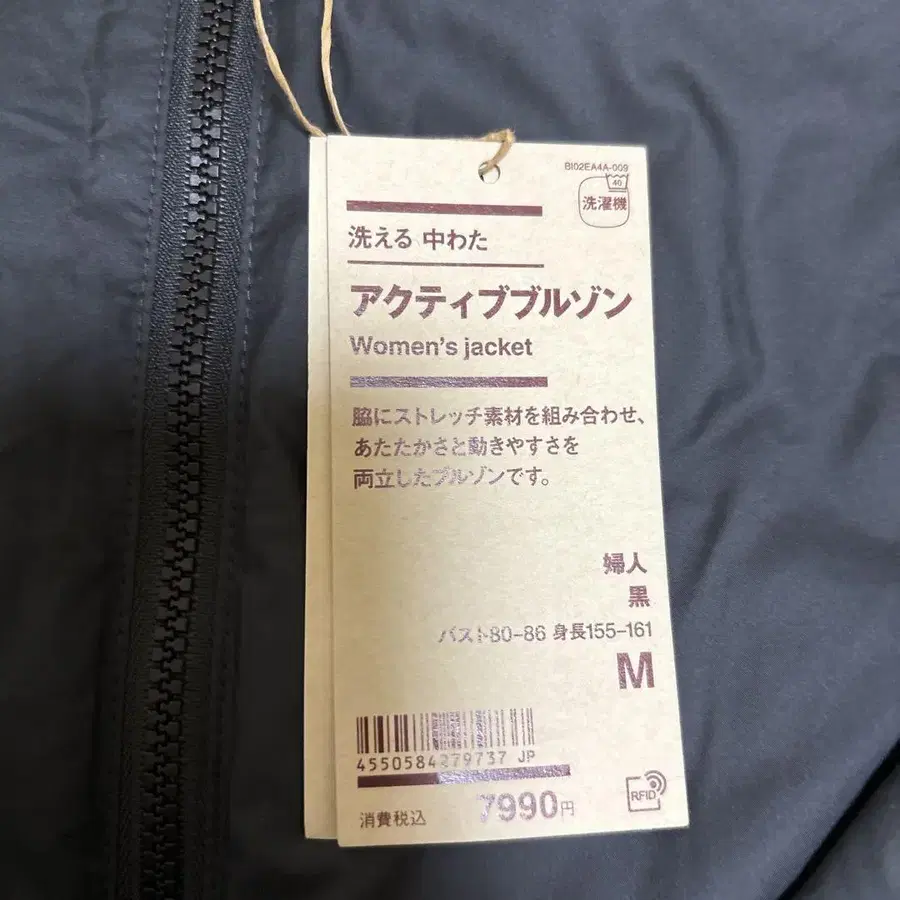 BI02EA4A-009
40
洗濯機
洗える 中わた
アクティブブルゾン
Women's jacket
脇にストレッチ素材を組み合わせ、
あたたかさと動きやすさを
両立したブルゾンです。
婦人
黒
バスト80-86 身長155-161
M
4550584279737 JP
消費税込 7990円
RFID